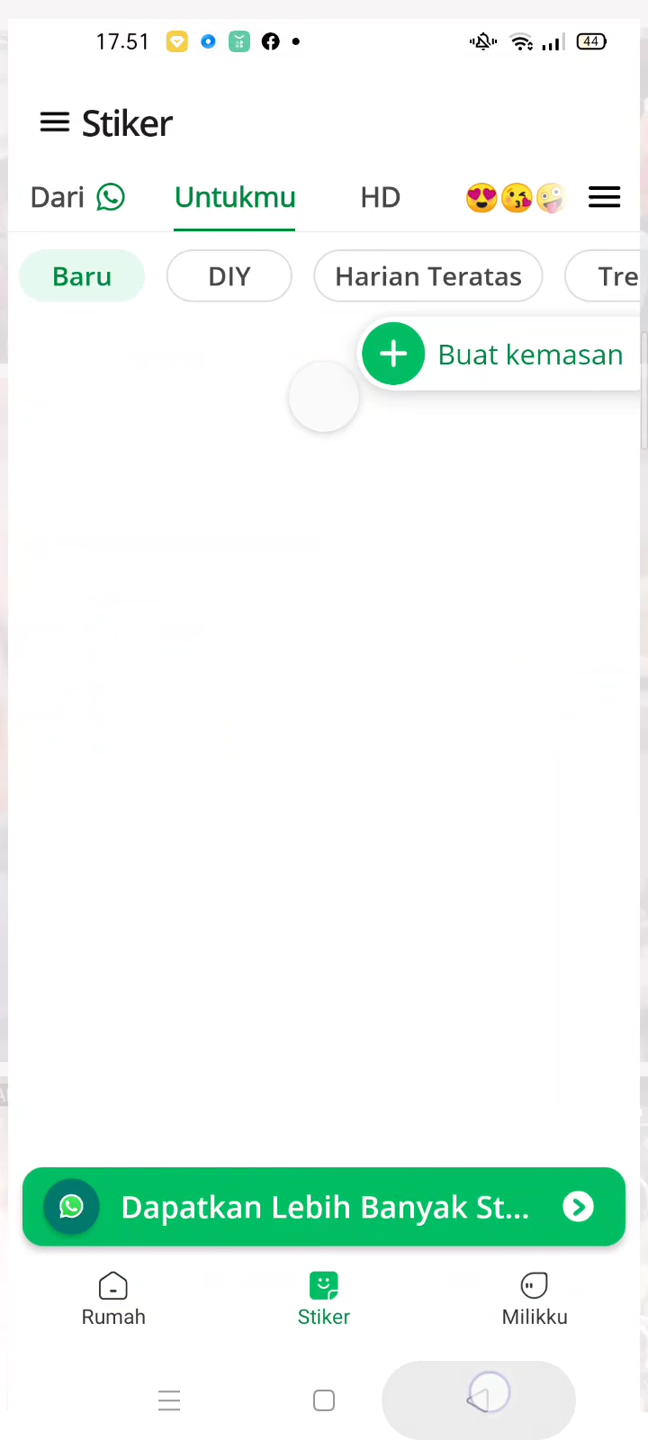 17.51
44
Stiker
Dari Untukmu HD
Baru DIY Harian Teratas Tre
Buat kemasan
Dapatkan Lebih Banyak St...
Rumah Stiker Milikku